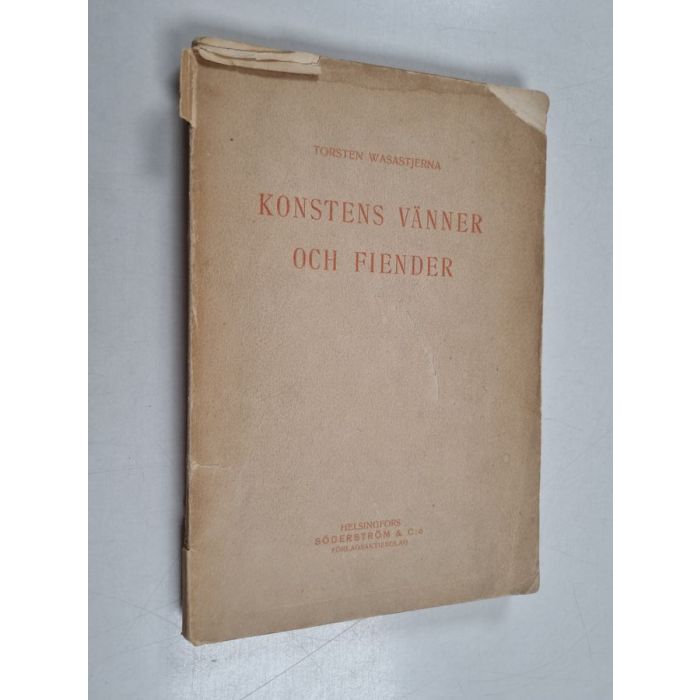 TORSTEN WASASTJERNA
KONSTENS VÄNNER
OCH FIENDER
HELSINGFORS
SÖDERSTRÖM & C:o
FÖRLAGSAKTIEBOLAG